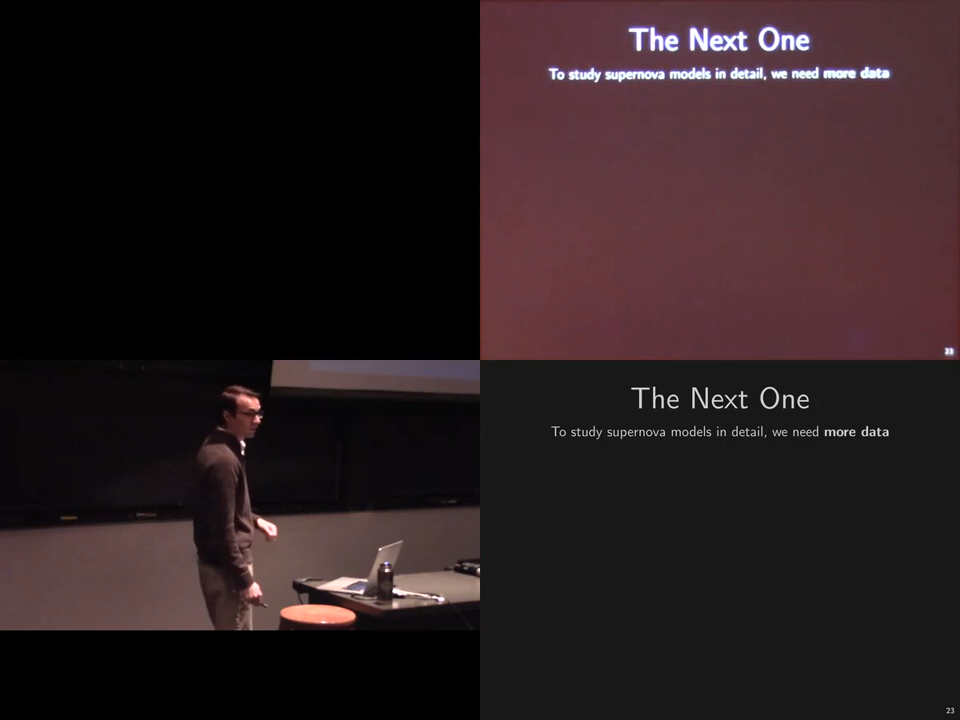 The Next One
To study supernova models in detail, we need more data
23
The Next One
To study supernova models in detail, we need more data
23